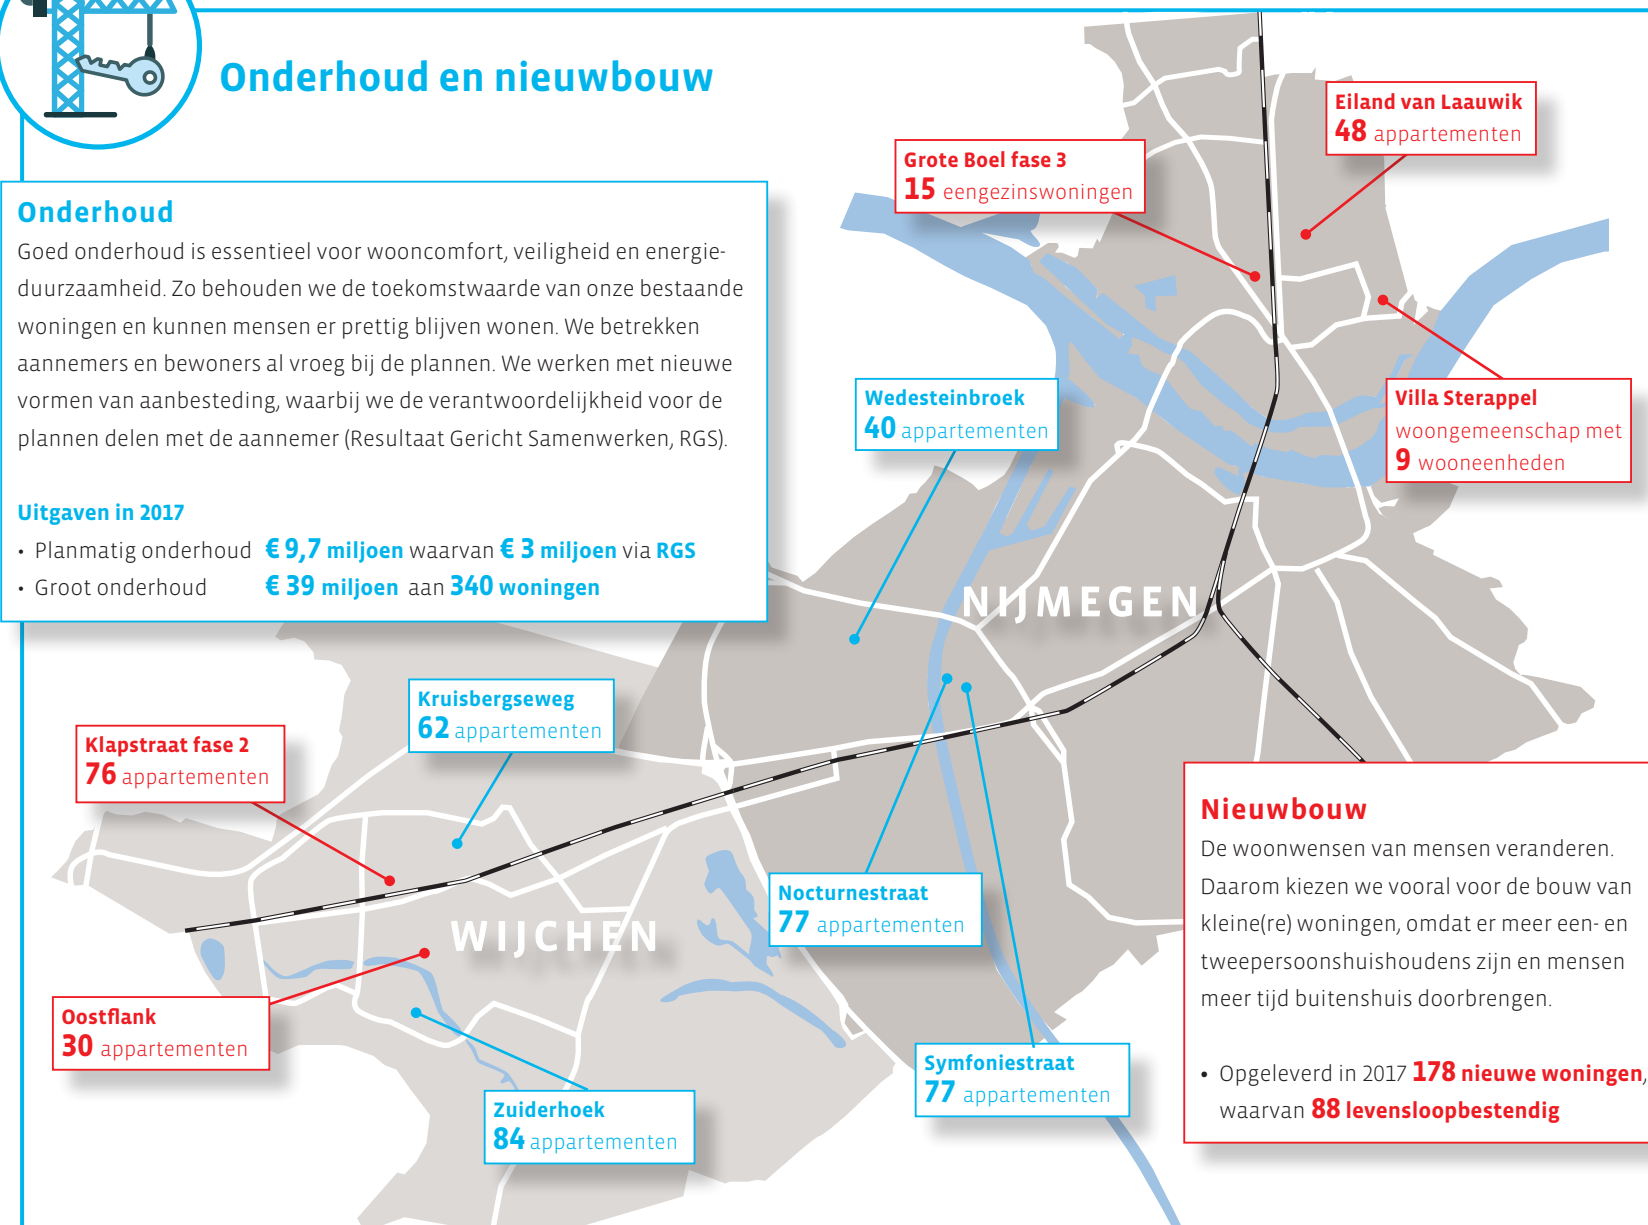 Onderhoud en nieuwbouw
Onderhoud
Goed onderhoud is essentieel voor wooncomfort, veiligheid en energie-
duurzaamheid. Zo behouden we de toekomstwaarde van onze bestaande
woningen en kunnen mensen er prettig blijven wonen. We betrekken
aannemers en bewoners al vroeg bij de plannen. We werken met nieuwe
vormen van aanbesteding, waarbij we de verantwoordelijkheid voor de
plannen delen met de aannemer (Resultaat Gericht Samenwerken, RGS).
Uitgaven in 2017
• Planmatig onderhoud € 9,7 miljoen waarvan € 3 miljoen via RGS
• Groot onderhoud € 39 miljoen aan 340 woningen
Eiland van Laauwik
48 appartementen
Grote Boel fase 3
15 eengezinswoningen
Wedesteinbroek
40 appartementen
Villa Sterappel
woongemeenschap met
9 wooneenheden
NIJMEGEN
Kruisbergseweg
62 appartementen
Klapstraat fase 2
76 appartementen
WIJCHEN
Nocturnestraat
77 appartementen
Oostflank
30 appartementen
Zuiderhoek
84 appartementen
Symfoniestraat
77 appartementen
Nieuwbouw
De woonwensen van mensen veranderen.
Daarom kiezen we vooral voor de bouw van
kleine(re) woningen, omdat er meer een- en
tweepersoonshuishoudens zijn en mensen
meer tijd buitenshuis doorbrengen.
• Opgeleverd in 2017 178 nieuwe woningen,
waarvan 88 levensloopbestendig